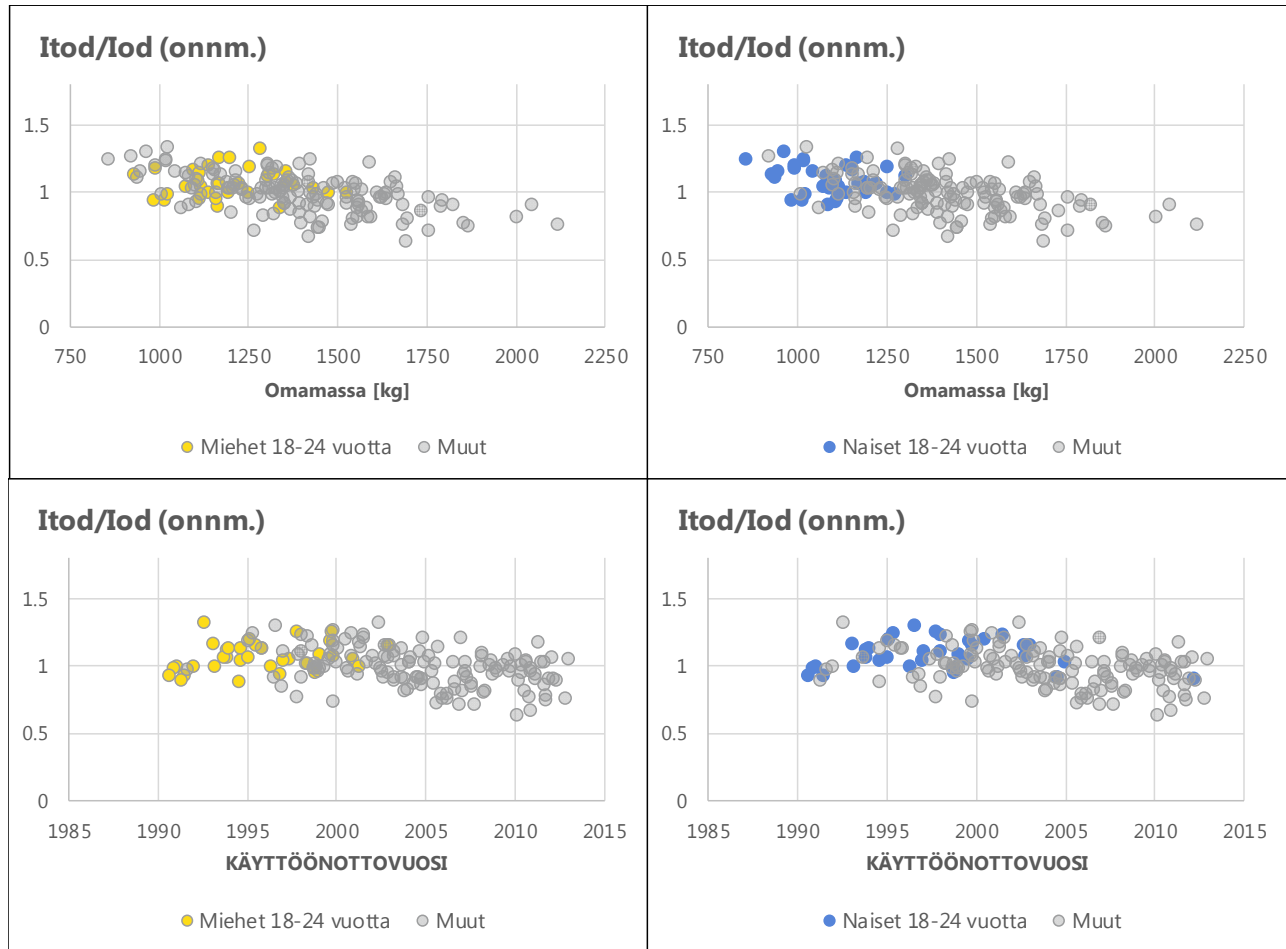 Itod/Iod (onnm.)
1.5
1
0.5
0
750 1000 1250 1500 1750 2000 2250
Omamassa [kg]
Miehet 18-24 vuotta Muut
Itod/Iod (onnm.)
1.5
1
0.5
0
750 1000 1250 1500 1750 2000 2250
Omamassa [kg]
Naiset 18-24 vuotta Muut
Itod/Iod (onnm.)
1.5
1
0.5
0
1985 1990 1995 2000 2005 2010 2015
KÄYTTÖÖNOTTOVUOSI
Miehet 18-24 vuotta Muut
Itod/Iod (onnm.)
1.5
1
0.5
0
1985 1990 1995 2000 2005 2010 2015
KÄYTTÖÖNOTTOVUOSI
Naiset 18-24 vuotta Muut